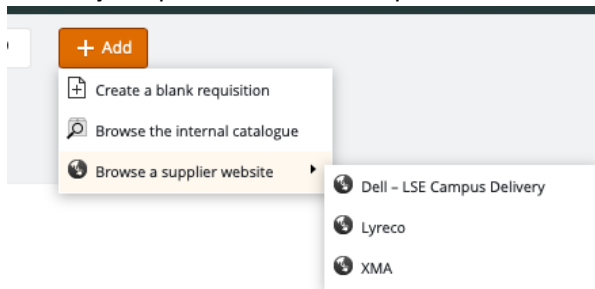 + Add
Create a blank requisition
Browse the internal catalogue
Browse a supplier website
Dell – LSE Campus Delivery
Lyreco
XMA